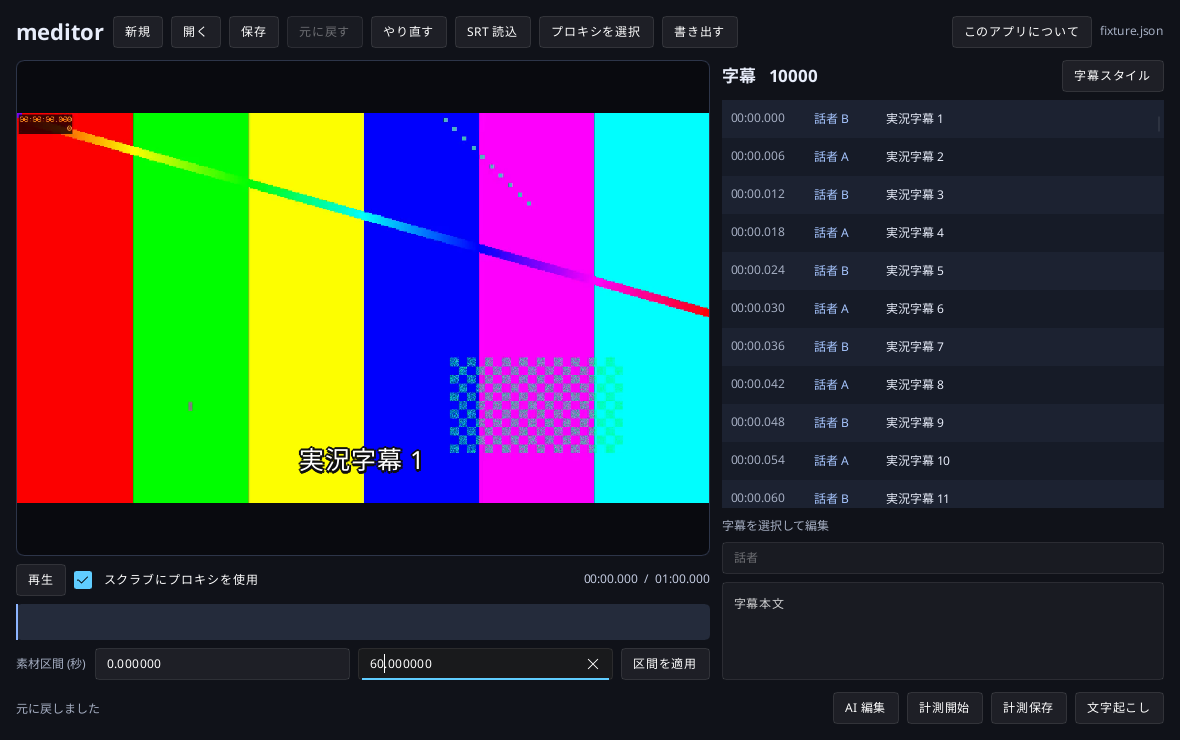 meditor 新規 開く 保存 元に戻す やり直す SRT 読込 プロキシを選択 書き出す このアプリについて fixture.json
00:00:00.000
0
実況字幕 1
再生 スクラブにプロキシを使用 00:00.000 / 01:00.000
素材区間 (秒) 0.000000 60.000000 区間を適用
元に戻しました
字幕 10000 字幕スタイル
00:00.000 話者 B 実況字幕 1
00:00.006 話者 A 実況字幕 2
00:00.012 話者 B 実況字幕 3
00:00.018 話者 A 実況字幕 4
00:00.024 話者 B 実況字幕 5
00:00.030 話者 A 実況字幕 6
00:00.036 話者 B 実況字幕 7
00:00.042 話者 A 実況字幕 8
00:00.048 話者 B 実況字幕 9
00:00.054 話者 A 実況字幕 10
00:00.060 話者 B 実況字幕 11
字幕を選択して編集
話者
字幕本文
AI 編集 計測開始 計測保存 文字起こし